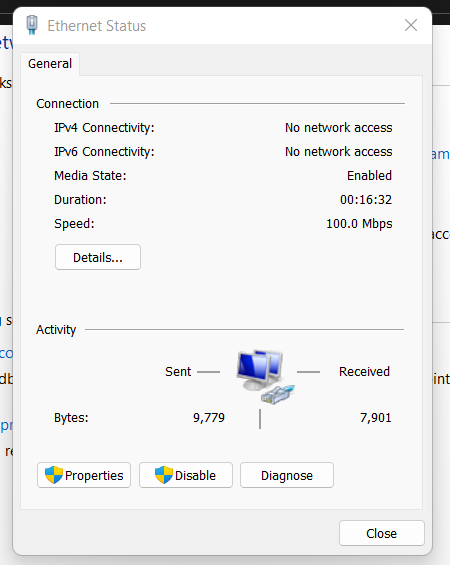 Ethernet Status
General
Connection
IPv4 Connectivity: No network access
IPv6 Connectivity: No network access
Media State: Enabled
Duration: 00:16:32
Speed: 100.0 Mbps
Details...
Activity
Sent Received
Bytes: 9,779 7,901
Properties Disable Diagnose
Close